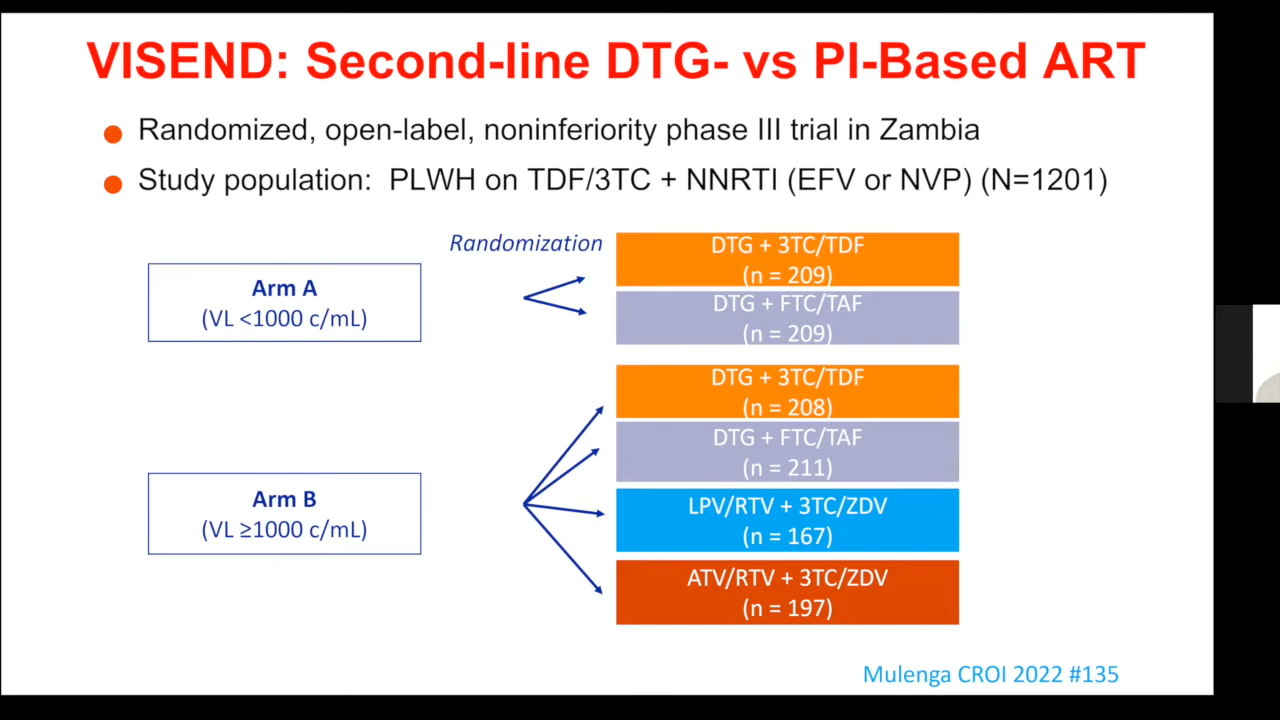 VISEND: Second-line DTG- vs PI-Based ART
Randomized, open-label, noninferiority phase III trial in Zambia
Study population: PLWH on TDF/3TC + NNRTI (EFV or NVP) (N=1201)
Randomization
Arm A
(VL <1000 c/mL)
DTG + 3TC/TDF
(n = 209)
DTG + FTC/TAF
(n = 209)
Arm B
(VL ≥1000 c/mL)
DTG + 3TC/TDF
(n = 208)
DTG + FTC/TAF
(n = 211)
LPV/RTV + 3TC/ZDV
(n = 167)
ATV/RTV + 3TC/ZDV
(n = 197)
Mulenga CROI 2022 #135